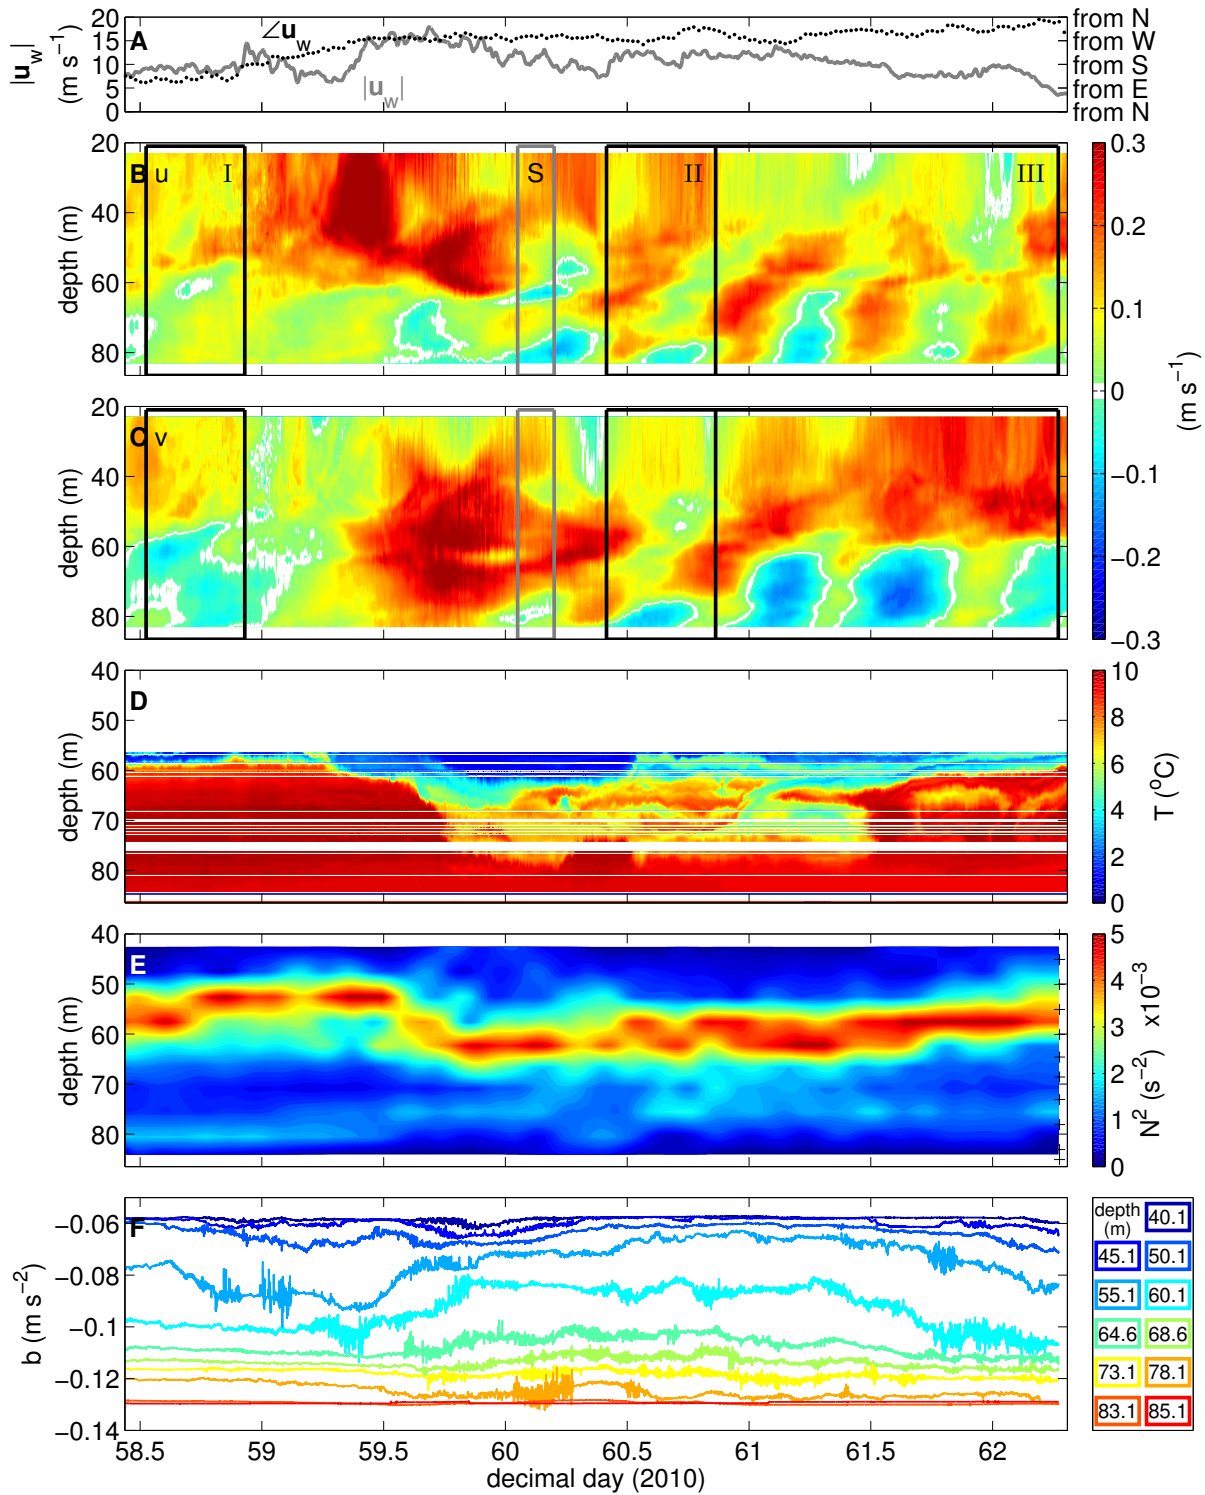 20
15
10
5
0
|u_w|
(m s⁻¹)
A
∠u_w
|u_w|
from N
from W
from S
from E
from N
20
40
60
80
depth (m)
B u
I
S
II
III
0.3
0.2
0.1
0
−0.1
−0.2
−0.3
(m s⁻¹)
20
40
60
80
depth (m)
C v
40
50
60
70
80
depth (m)
D
10
8
6
4
2
0
T (°C)
40
50
60
70
80
depth (m)
E
5
4
3
2
1
0
N² (s⁻²) x10⁻³
−0.06
−0.08
−0.1
−0.12
−0.14
b (m s⁻²)
F
58.5 59 59.5 60 60.5 61 61.5 62
decimal day (2010)
depth
(m)
40.1
45.1 50.1
55.1 60.1
64.6 68.6
73.1 78.1
83.1 85.1